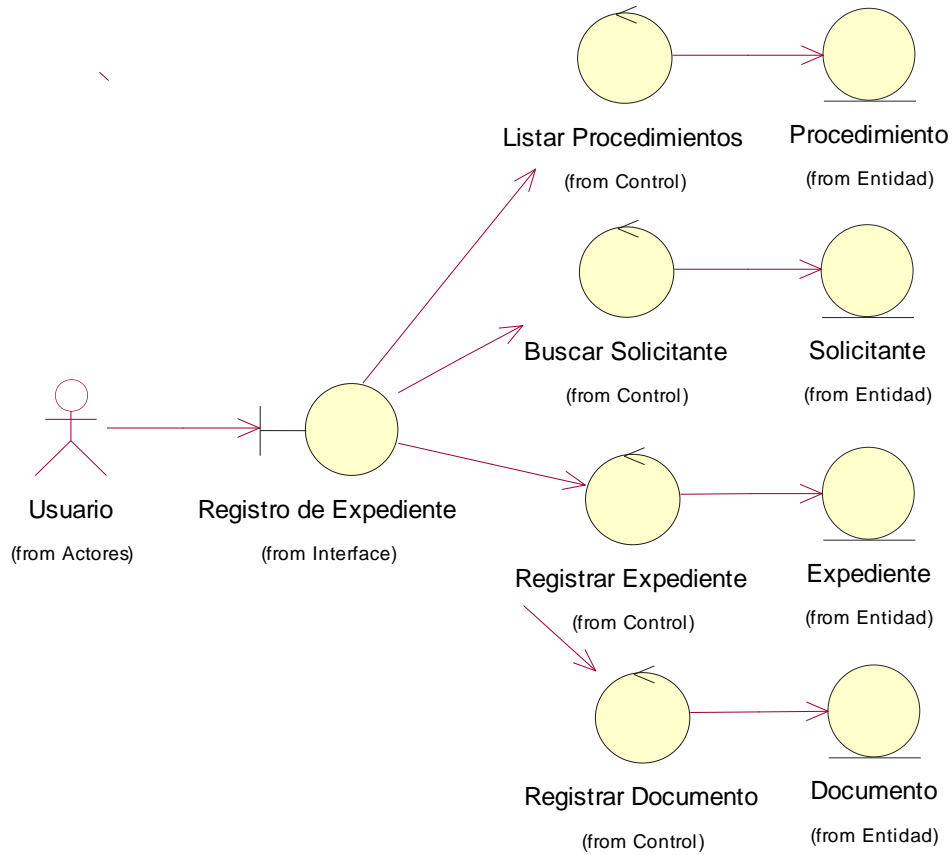 Listar Procedimientos
(from Control)
Procedimiento
(from Entidad)
Buscar Solicitante
(from Control)
Solicitante
(from Entidad)
Usuario
(from Actores)
Registro de Expediente
(from Interface)
Registrar Expediente
(from Control)
Expediente
(from Entidad)
Registrar Documento
(from Control)
Documento
(from Entidad)